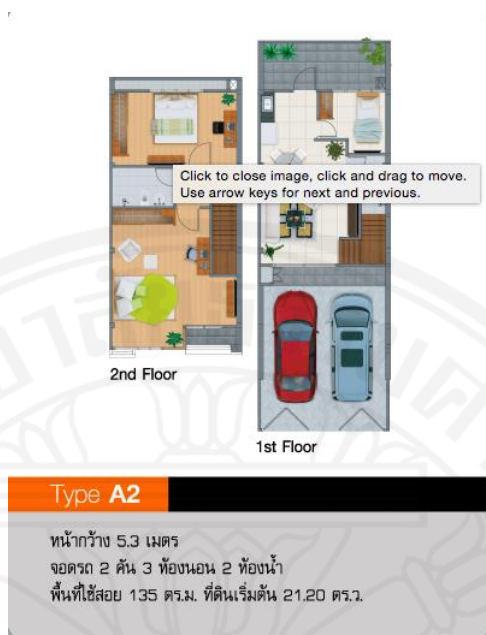 Click to close image, click and drag to move.
Use arrow keys for next and previous.
2nd Floor
1st Floor
Type A2
หน้ากว้าง 5.3 เมตร
จอดรถ 2 คัน 3 ห้องนอน 2 ห้องน้ำ
พื้นที่ใช้สอย 135 ตร.ม. ที่ดินเริ่มต้น 21.20 ตร.ว.